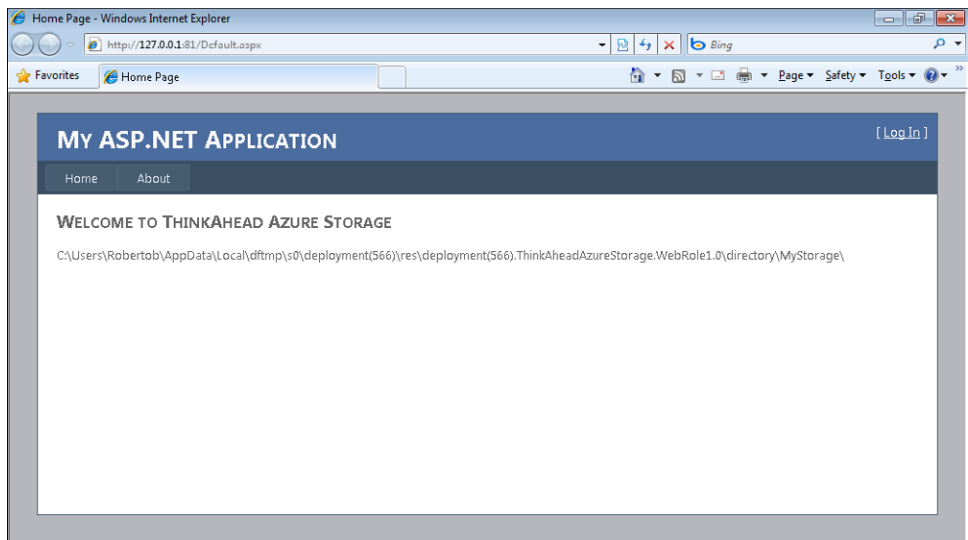 Home Page - Windows Internet Explorer
http://127.0.0.1:81/Default.aspx
Bing
Favorites
Home Page
Page
Safety
Tools
»
MY ASP.NET APPLICATION
[ Log In ]
Home
About
WELCOME TO THINKAHEAD AZURE STORAGE
C:\Users\Robertob\AppData\Local\dftmp\s0\deployment(566)\res\deployment(566).ThinkAheadAzureStorage.WebRole1.0\directory\MyStorage\